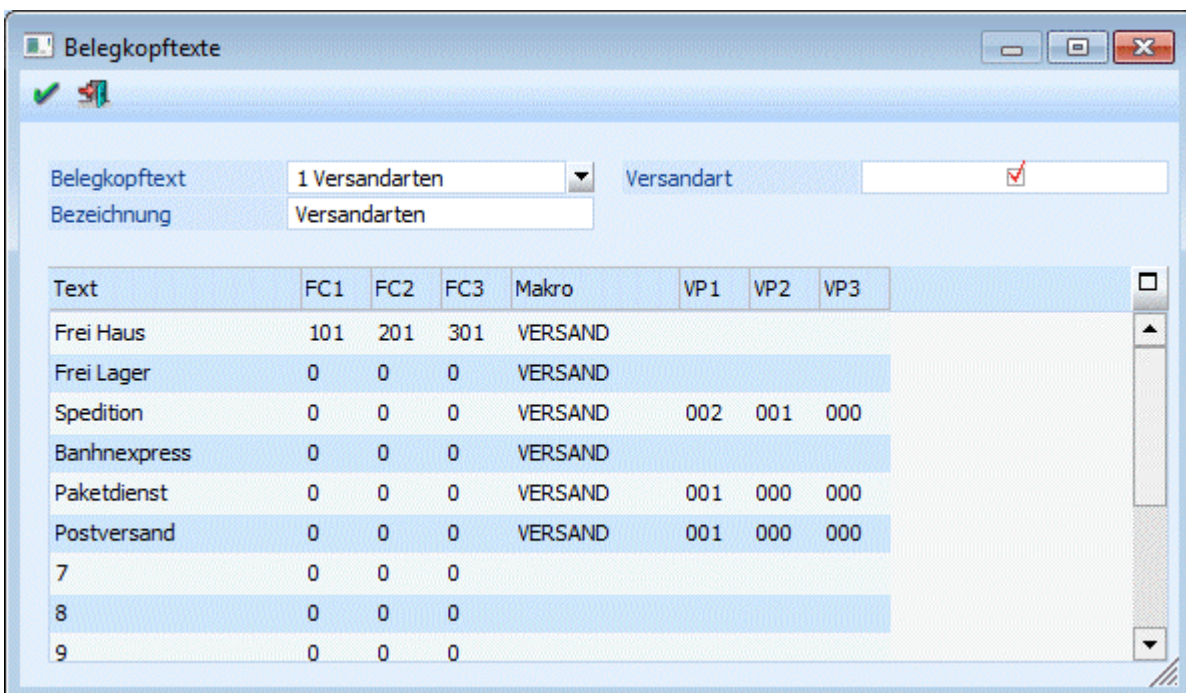 Belegkopftexte
Belegkopftext 1 Versandarten Versandart
Bezeichnung Versandarten
Text FC1 FC2 FC3 Makro VP1 VP2 VP3
Frei Haus 101 201 301 VERSAND
Frei Lager 0 0 0 VERSAND
Spedition 0 0 0 VERSAND 002 001 000
Banhnexpress 0 0 0 VERSAND
Paketdienst 0 0 0 VERSAND 001 000 000
Postversand 0 0 0 VERSAND 001 000 000
7 0 0 0
8 0 0 0
9 0 0 0